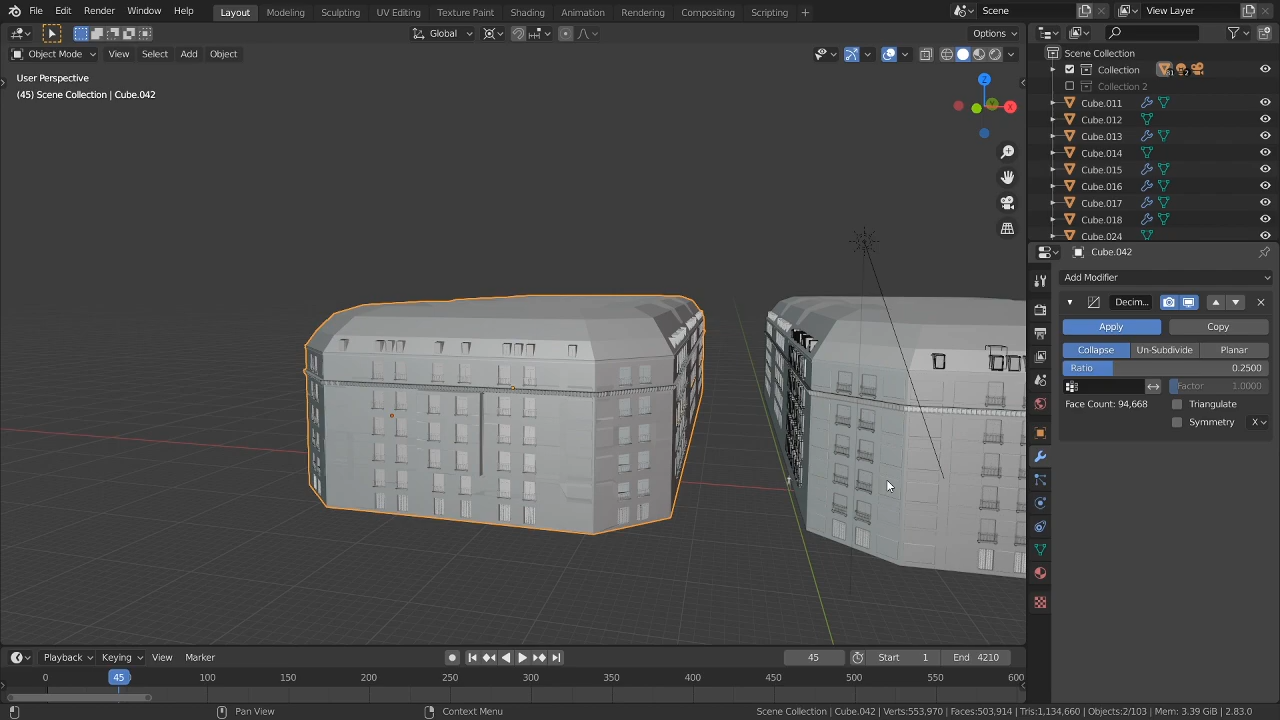 File Edit Render Window Help Layout Modeling Sculpting UV Editing Texture Paint Shading Animation Rendering Compositing Scripting + Scene View Layer
Global Options
Object Mode View Select Add Object
User Perspective
(45) Scene Collection | Cube.042
Z
Y
X
Scene Collection
Collection 31 2
Collection 2
Cube.011
Cube.012
Cube.013
Cube.014
Cube.015
Cube.016
Cube.017
Cube.018
Cube.024
Cube.042
Add Modifier
Decim...
Apply Copy
Collapse Un-Subdivide Planar
Ratio 0.2500
Factor 1.0000
Face Count: 94,668 Triangulate
Symmetry X
Playback Keying View Marker 45 Start 1 End 4210
0 45 100 150 200 250 300 350 400 450 500 550 600
Pan View Context Menu Scene Collection | Cube.042 | Verts:553,970 | Faces:503,914 | Tris:1,134,660 | Objects:2/103 | Mem: 3.39 GiB | 2.83.0